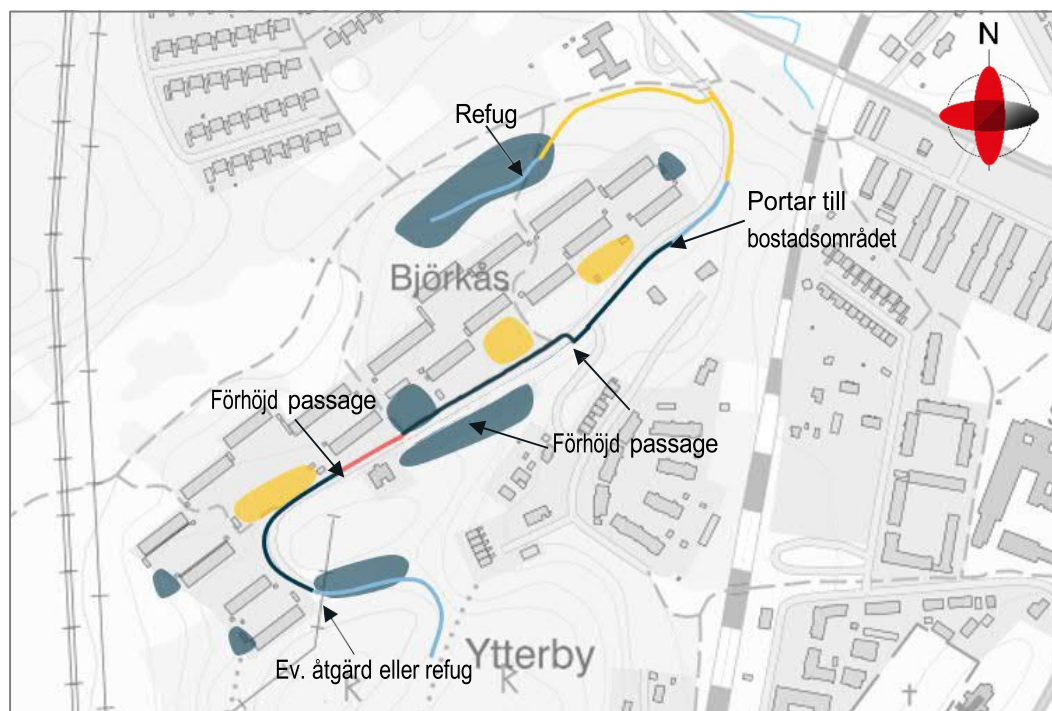 N
Refug
Portar till
bostadsområdet
Björkås
Förhöjd passage
Förhöjd passage
Ev. åtgärd eller refug
Ytterby